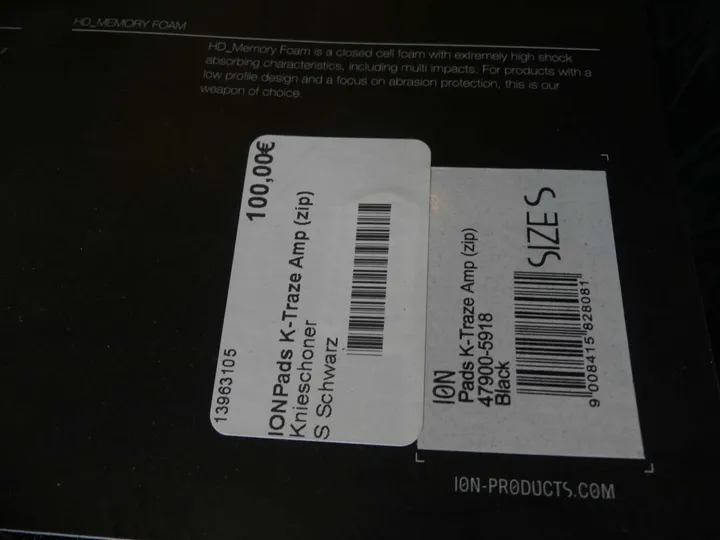 HD_MEMORY FOAM
HD_Memory Foam is a closed cell foam with extremely high shock
absorbing characteristics, including multi impacts. For products with a
low profile design and a focus on abrasion protection, this is our
weapon of choice.
100,00€
13963105
IONPads K-Traze Amp (zip)
Knieschoner
S Schwarz
ION
Pads K-Traze Amp (zip)
47900-5918
Black
SIZE S
9 008415 828081
ION-PRODUCTS.COM